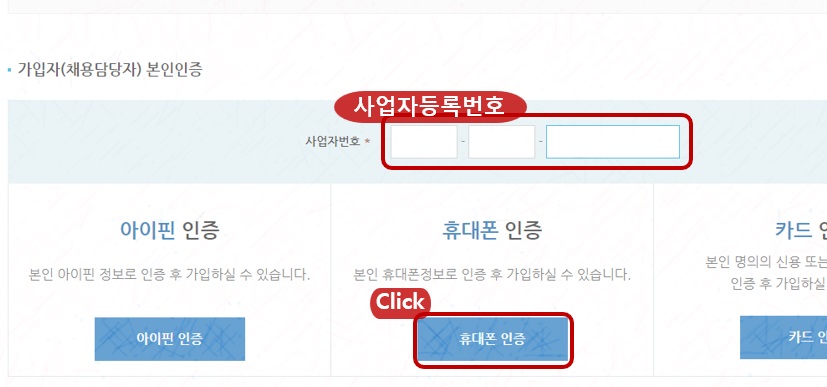 가입자(채용담당자) 본인인증
사업자등록번호
사업자번호 * - -
아이핀 인증
본인 아이핀 정보로 인증 후 가입하실 수 있습니다.
아이핀 인증
휴대폰 인증
본인 휴대폰정보로 인증 후 가입하실 수 있습니다.
Click
휴대폰 인증
카드
본인 명의의 신용 또는
인증 후 가입하실
카드